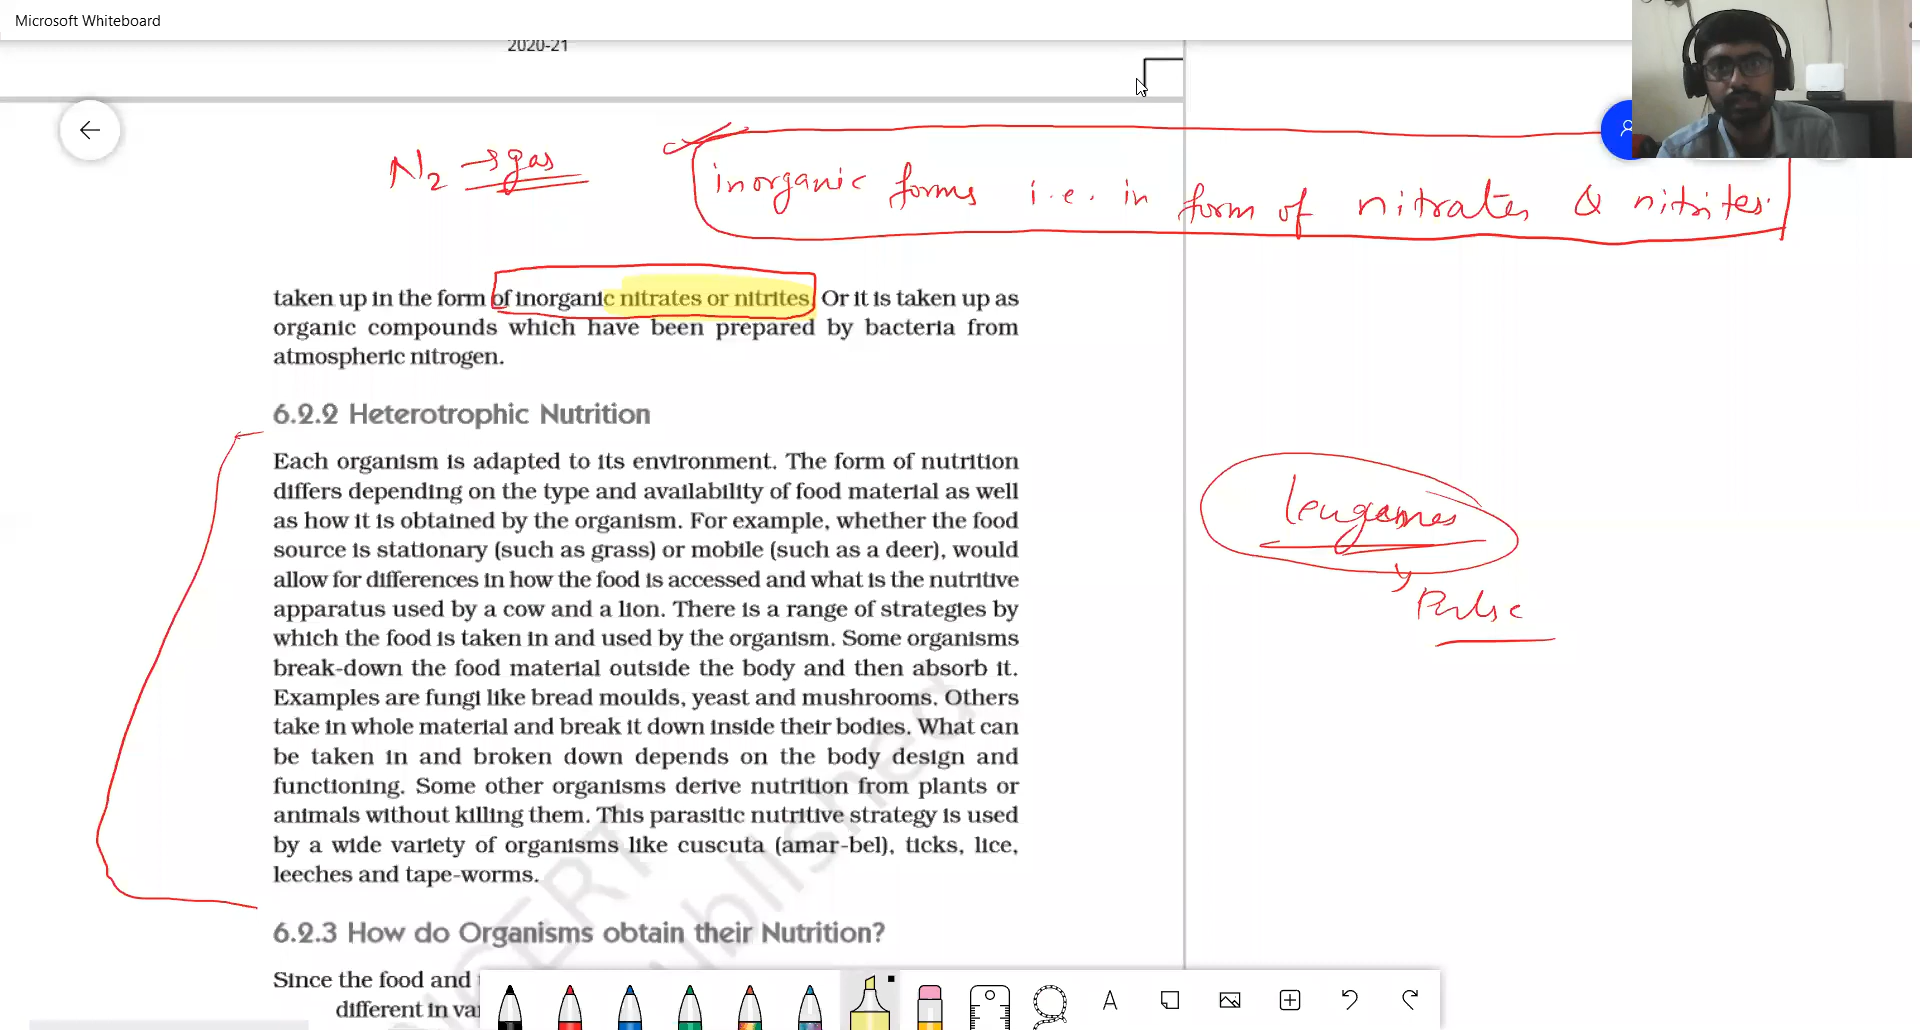 Microsoft Whiteboard
2020-21
N2 → gas
inorganic forms i.e. in form of nitrates & nitrites.
taken up in the form of inorganic nitrates or nitrites. Or it is taken up as
organic compounds which have been prepared by bacteria from
atmospheric nitrogen.
6.2.2 Heterotrophic Nutrition
Each organism is adapted to its environment. The form of nutrition
differs depending on the type and availability of food material as well
as how it is obtained by the organism. For example, whether the food
source is stationary (such as grass) or mobile (such as a deer), would
allow for differences in how the food is accessed and what is the nutritive
apparatus used by a cow and a lion. There is a range of strategies by
which the food is taken in and used by the organism. Some organisms
break-down the food material outside the body and then absorb it.
Examples are fungi like bread moulds, yeast and mushrooms. Others
take in whole material and break it down inside their bodies. What can
be taken in and broken down depends on the body design and
functioning. Some other organisms derive nutrition from plants or
animals without killing them. This parasitic nutritive strategy is used
by a wide variety of organisms like cuscuta (amar-bel), ticks, lice,
leeches and tape-worms.
Pulse
6.2.3 How do Organisms obtain their Nutrition?
Since the food and
different in va
NCERT
ublished
A